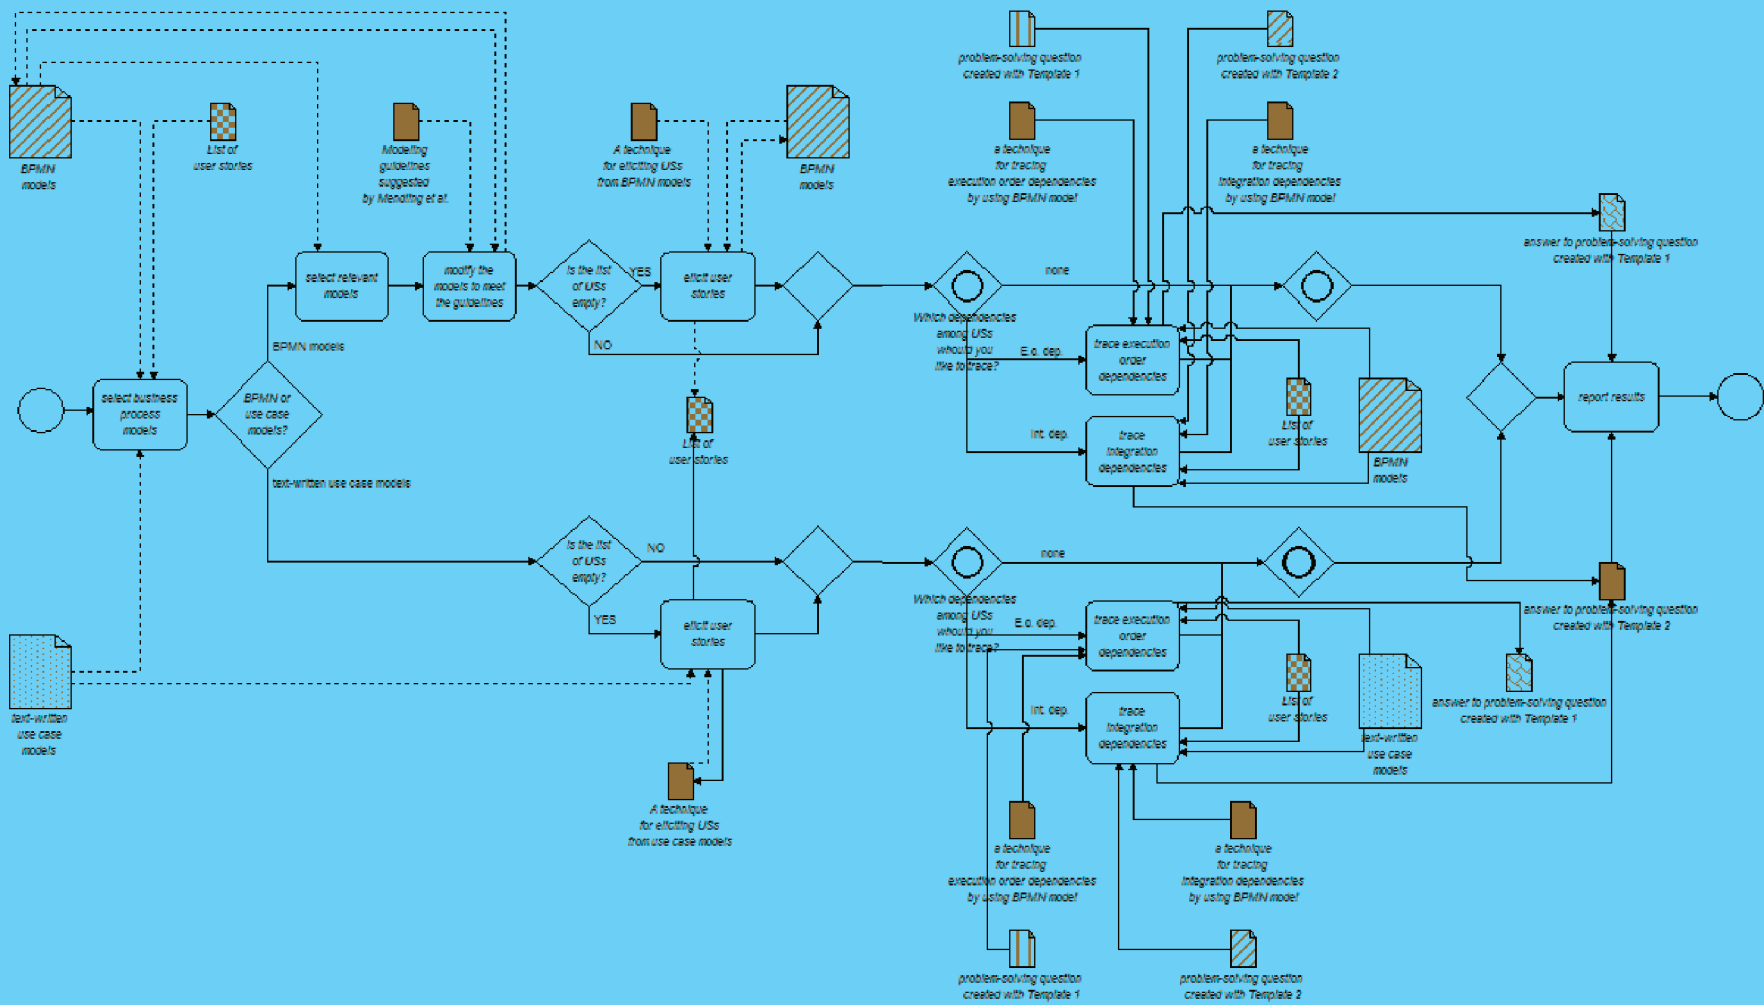 problem-solving question
created with Template 1
problem-solving question
created with Template 2
BPMN
models
List of
user stories
Modeling
guidelines
suggested
by Mendling et al.
A technique
for eliciting USs
from BPMN models
BPMN
models
a technique
for tracing
execution order dependencies
by using BPMN model
a technique
for tracing
integration dependencies
by using BPMN model
answer to problem-solving question
created with Template 1
select relevant
models
modify the
models to meet
the guidelines
is the list
of USs
empty?
YES
elicit user
stories
none
Which dependencies
among USs
whould you
like to trace?
NO
BPMN models
E.o. dep.
trace execution
order
dependencies
select business
process
models
BPMN or
use case
models?
List of
user stories
Int. dep.
trace
integration
dependencies
List of
user stories
BPMN
models
report results
text-written use case models
is the list
of USs
empty?
NO
YES
elicit user
stories
none
Which dependencies
among USs
whould you
like to trace?
E.o. dep.
trace execution
order
dependencies
answer to problem-solving question
created with Template 2
Int. dep.
trace
integration
dependencies
List of
user stories
text-written
use case
models
answer to problem-solving question
created with Template 1
text-written
use case
models
A technique
for eliciting USs
from use case models
a technique
for tracing
execution order dependencies
by using BPMN model
a technique
for tracing
integration dependencies
by using BPMN model
problem-solving question
created with Template 1
problem-solving question
created with Template 2